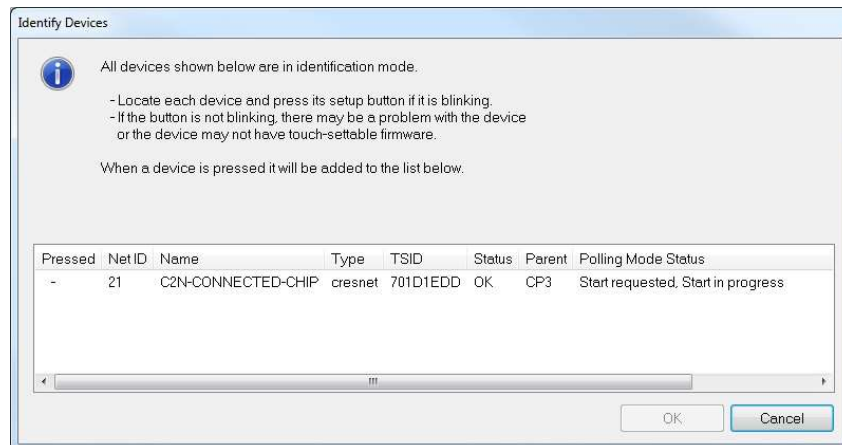 Identify Devices
All devices shown below are in identification mode.
- Locate each device and press its setup button if it is blinking.
- If the button is not blinking, there may be a problem with the device
or the device may not have touch-settable firmware.
When a device is pressed it will be added to the list below.
Pressed Net ID Name Type TSID Status Parent Polling Mode Status
- 21 C2N-CONNECTED-CHIP cresnet 701D1EDD OK CP3 Start requested, Start in progress
OK Cancel